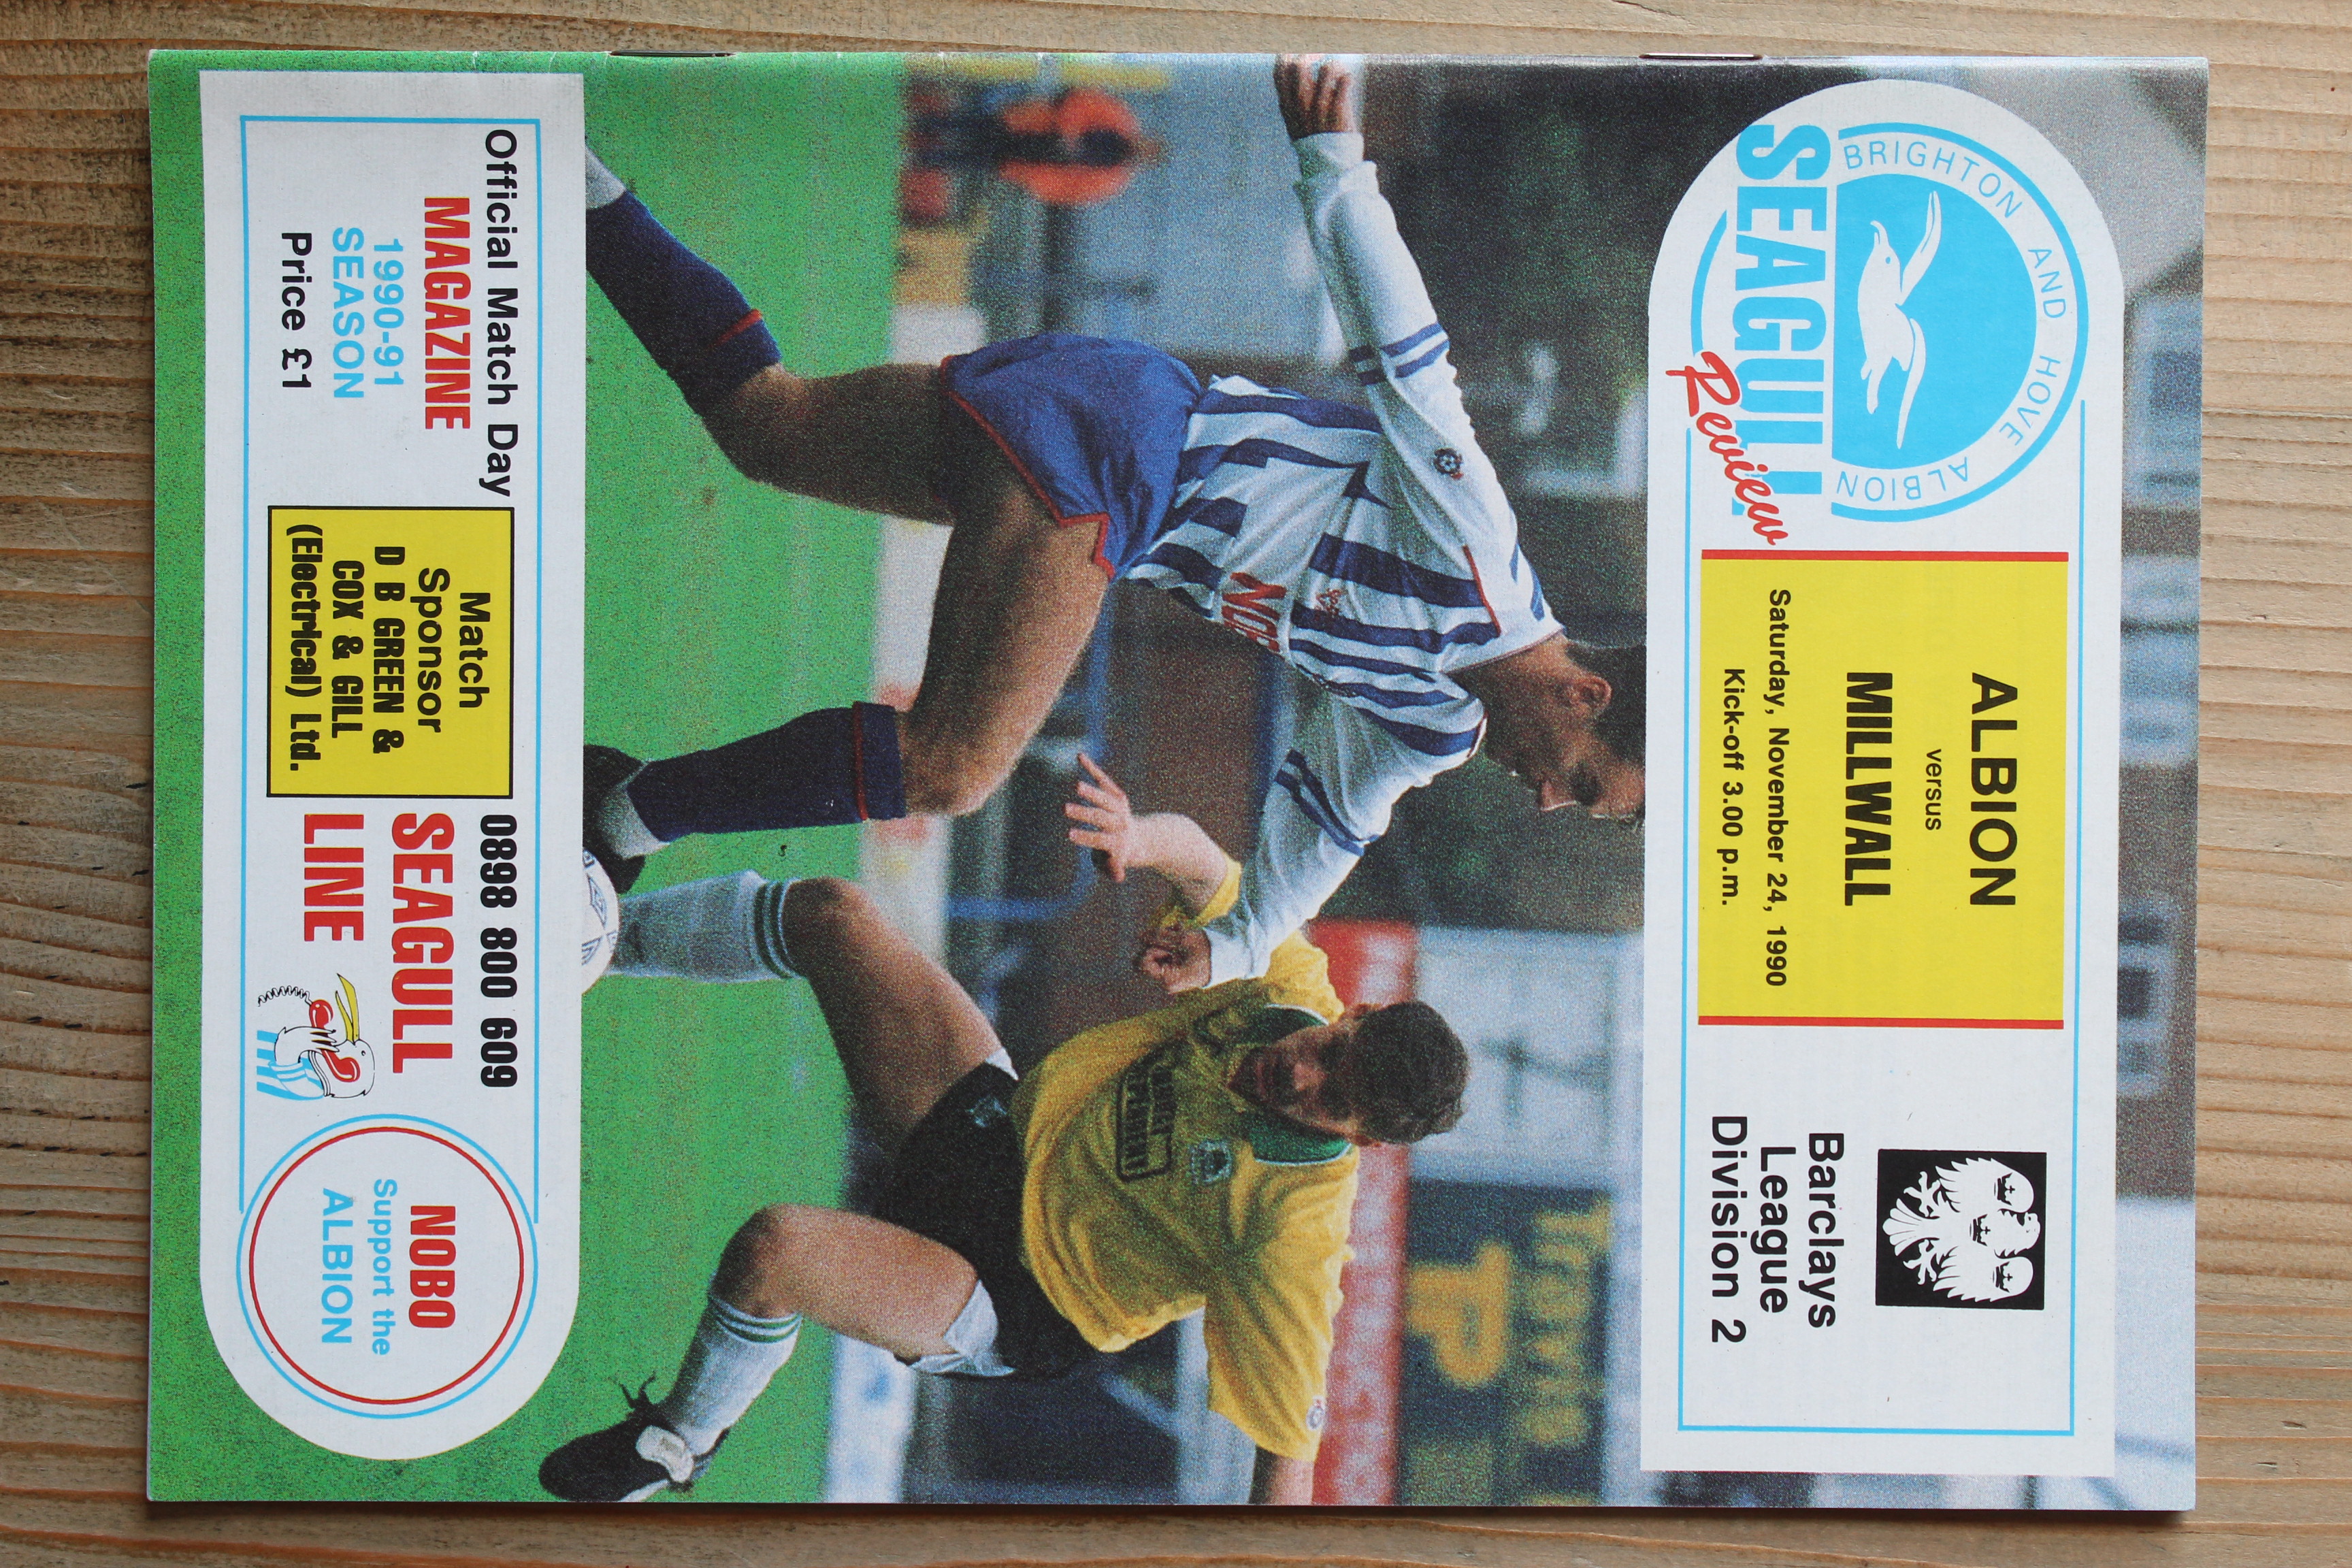 BRIGHTON AND HOVE ALBION
SEAGULL
Review
ALBION
versus
MILLWALL
Saturday, November 24, 1990
Kick-off 3.00 p.m.
Barclays
League
Division 2
Official Match Day
MAGAZINE
1990-91
SEASON
Price £1
Match
Sponsor
D B GREEN &
COX & GILL
(Electrical) Ltd.
0898 800 609
SEAGULL
LINE
NOBO
Support the
ALBION